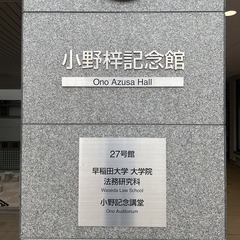 小野梓記念館
Ono Azusa Hall
27号館
早稲田大学 大学院
法務研究科
Waseda Law School
小野記念講堂
Ono Auditorium